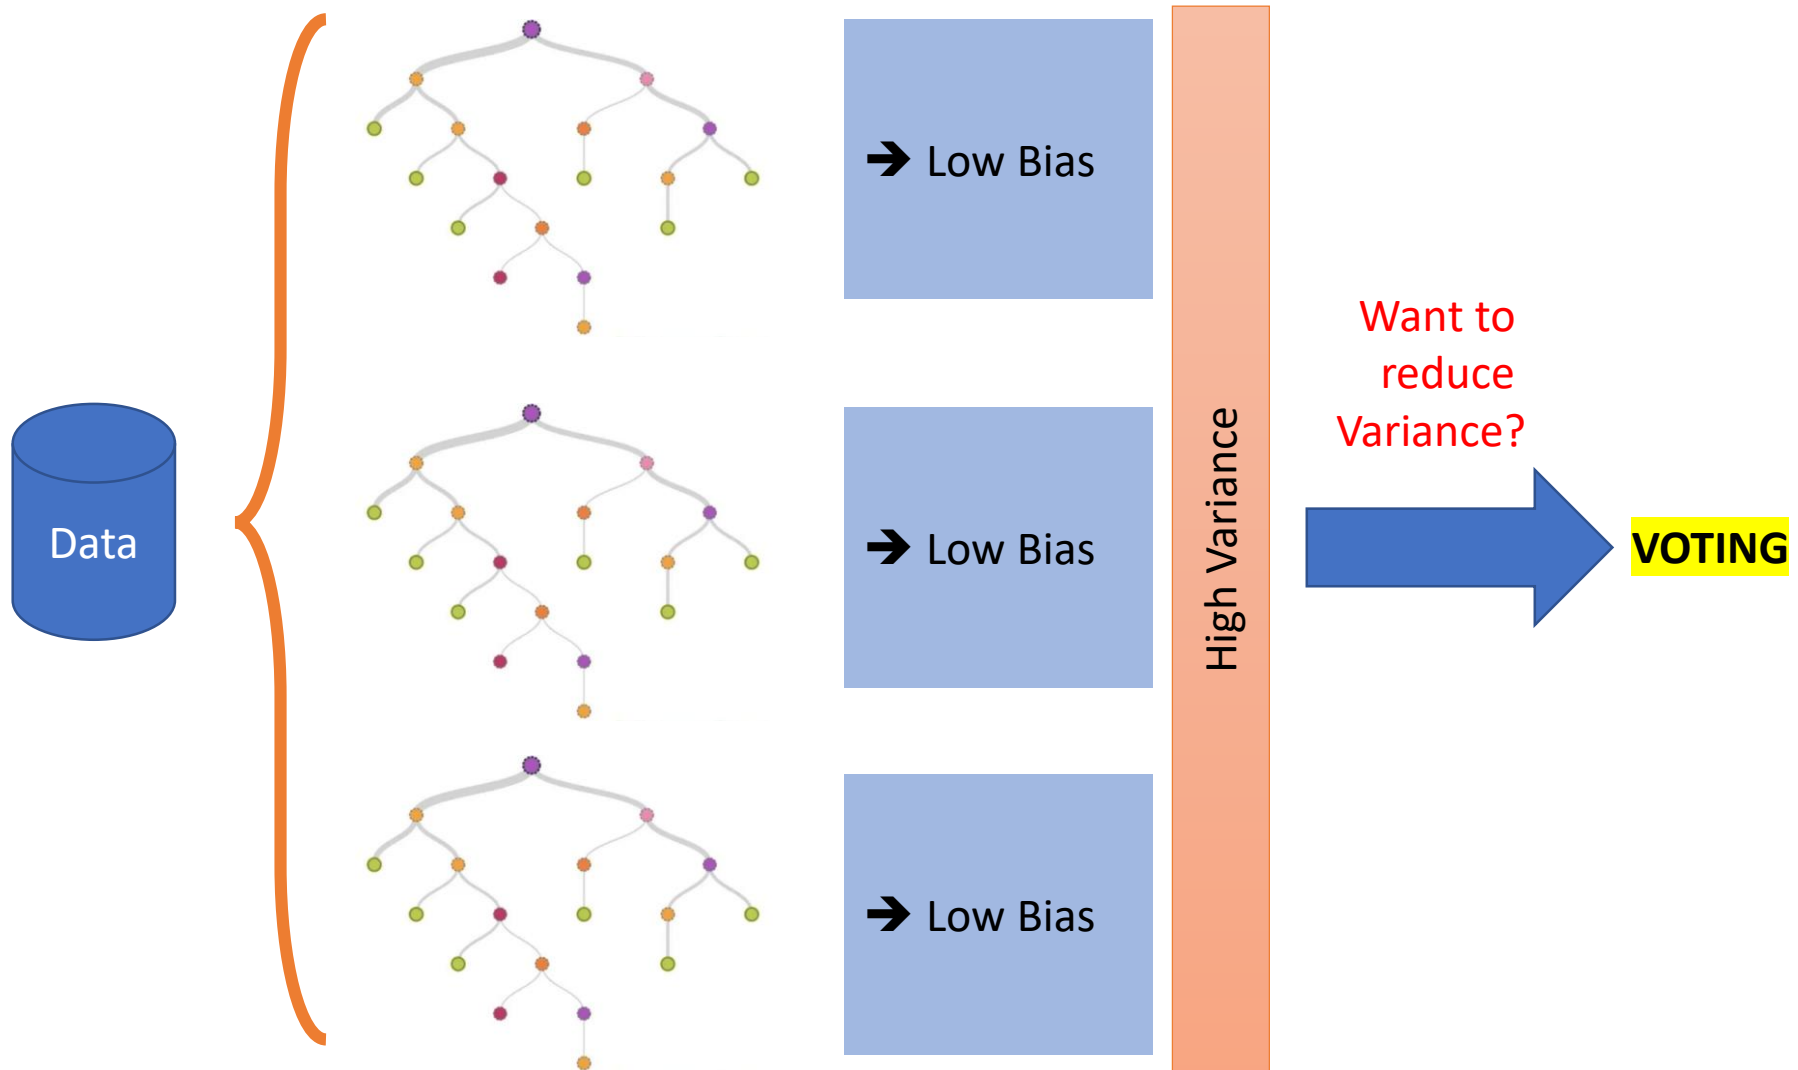 Data
➔ Low Bias
➔ Low Bias
➔ Low Bias
High Variance
Want to
reduce
Variance?
VOTING